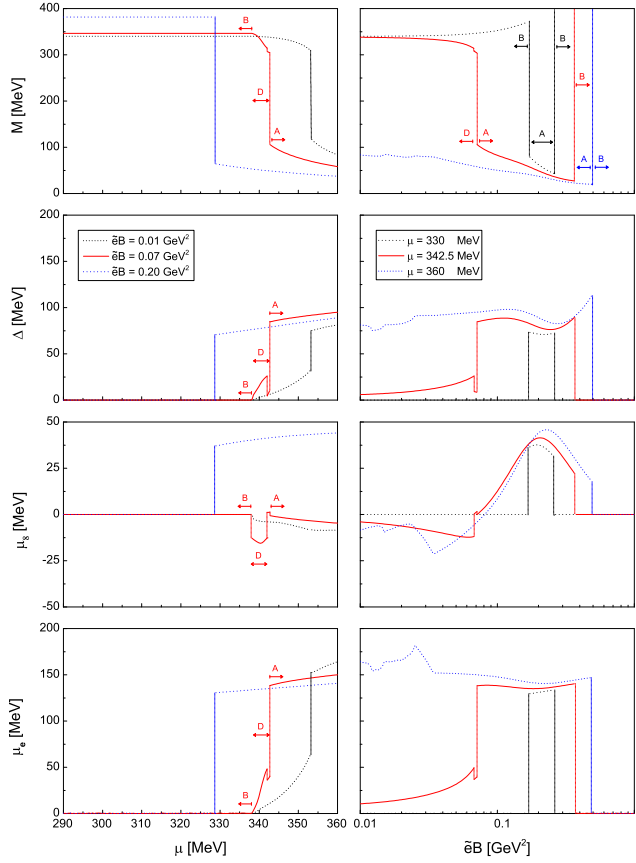 400
300
200
100
0
M [MeV]
B
D
A
B
B
D
A
A
B
A
B
200
150
100
50
0
Δ [MeV]
ẽB = 0.01 GeV²
ẽB = 0.07 GeV²
ẽB = 0.20 GeV²
A
D
B
μ = 330 MeV
μ = 342.5 MeV
μ = 360 MeV
50
25
0
-25
-50
μ₈ [MeV]
B
A
D
200
150
100
50
0
μₑ [MeV]
A
D
B
290 300 310 320 330 340 350 360
μ [MeV]
0.01 0.1
ẽB [GeV²]